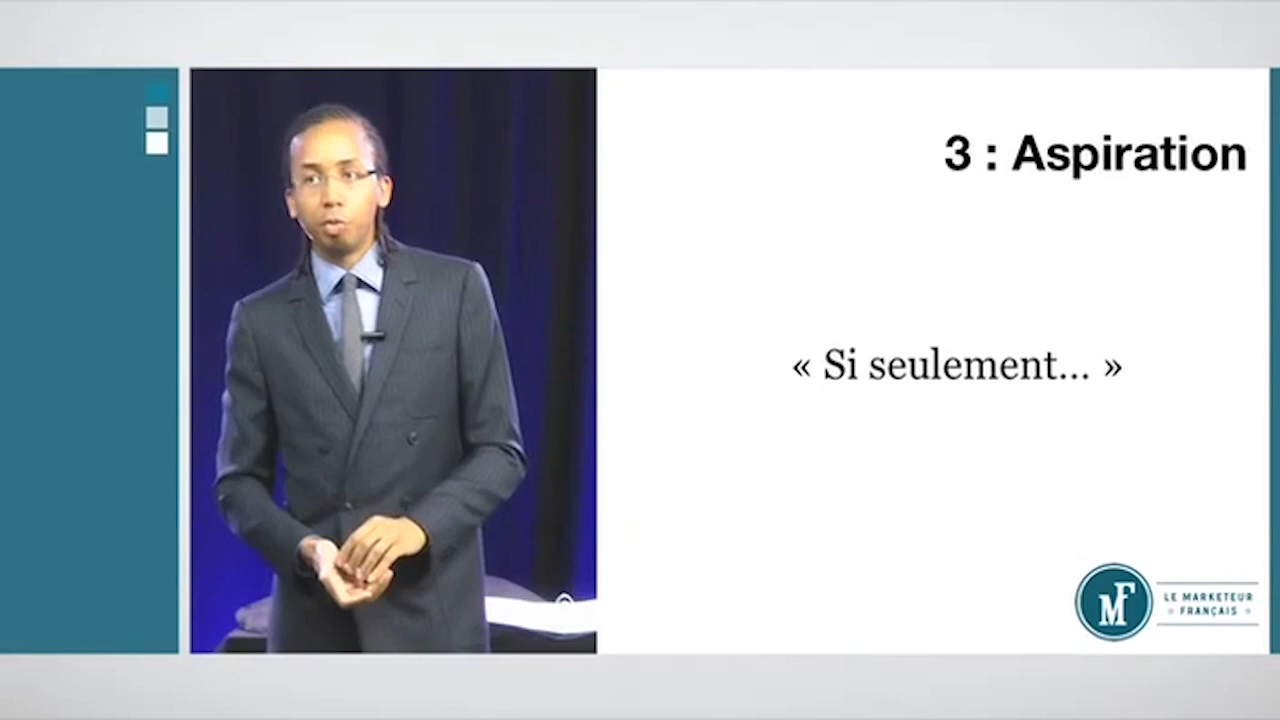 3 : Aspiration
« Si seulement... »
MF
LE MARKETEUR
FRANÇAIS